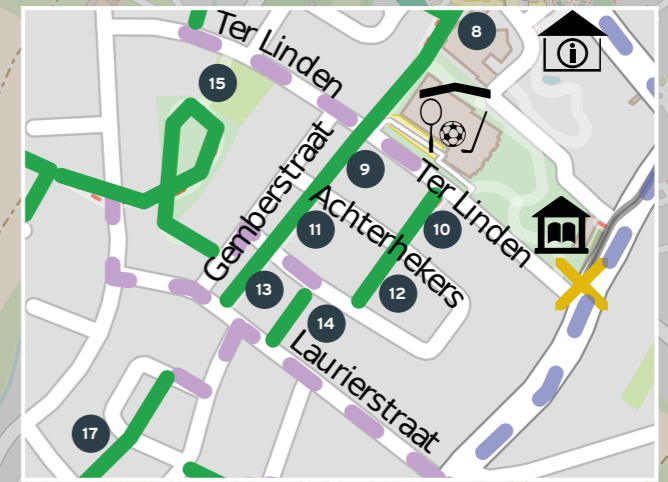 8
Ter Linden
15
Gemberstraat
9
Ter Linden
Achterhekers
11
10
13
12
14
Laurierstraat
17